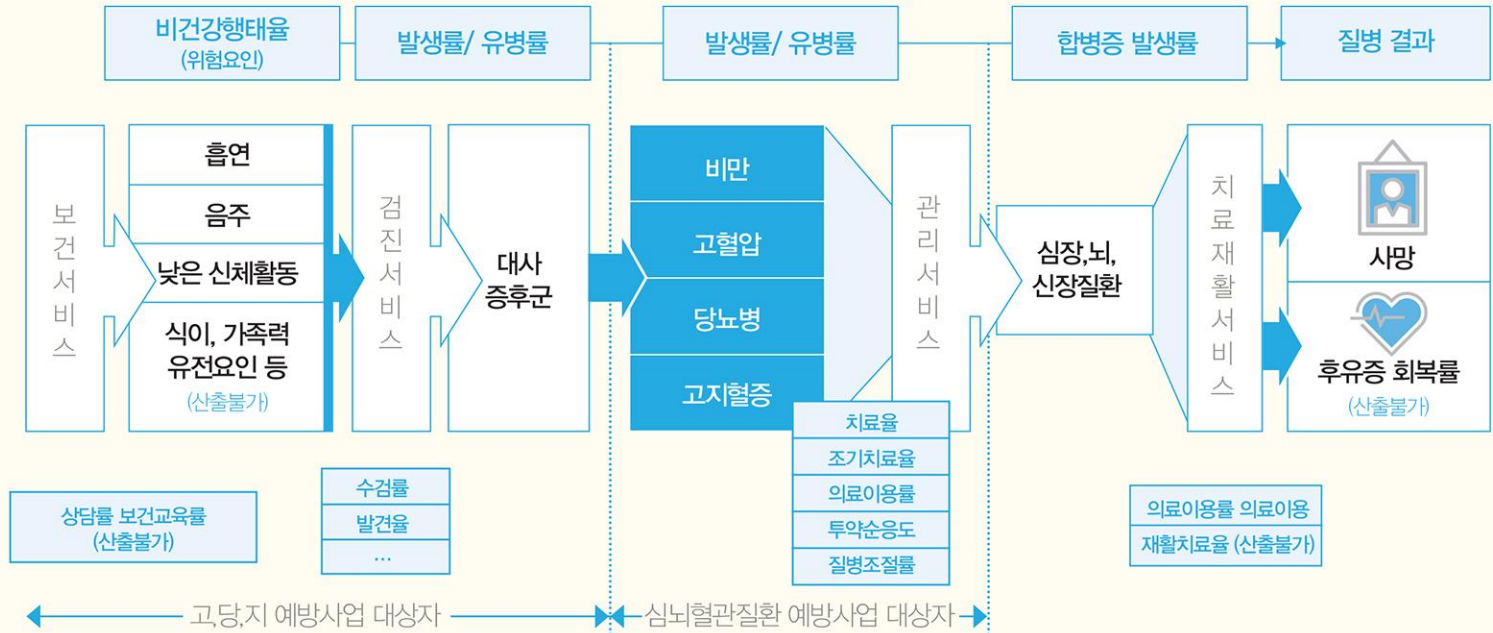 비건강행태율
(위험요인)
발생률/ 유병률
발생률/ 유병률
합병증 발생률
질병 결과
보건서비스
흡연
음주
낮은 신체활동
식이, 가족력
유전요인 등
(산출불가)
검진서비스
대사
증후군
비만
고혈압
당뇨병
고지혈증
관리서비스
심장,뇌,
신장질환
치료재활서비스
사망
후유증 회복률
(산출불가)
상담률 보건교육률
(산출불가)
수검률
발견율
...
치료율
조기치료율
의료이용률
투약순응도
질병조절률
의료이용률 의료이용
재활치료율 (산출불가)
고,당,지 예방사업 대상자
심뇌혈관질환 예방사업 대상자